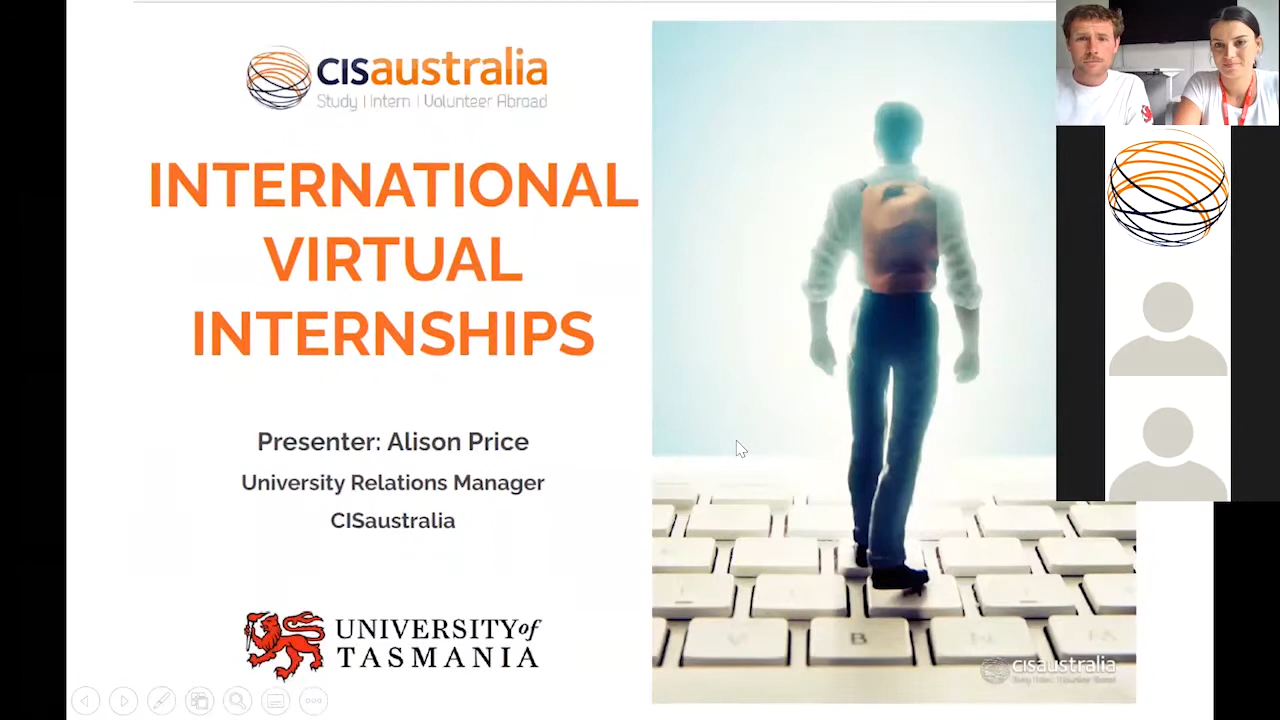 CISaustralia
Study | Intern | Volunteer Abroad
INTERNATIONAL
VIRTUAL
INTERNSHIPS
Presenter: Alison Price
University Relations Manager
CISaustralia
UNIVERSITY of
TASMANIA
B
cisaustralia